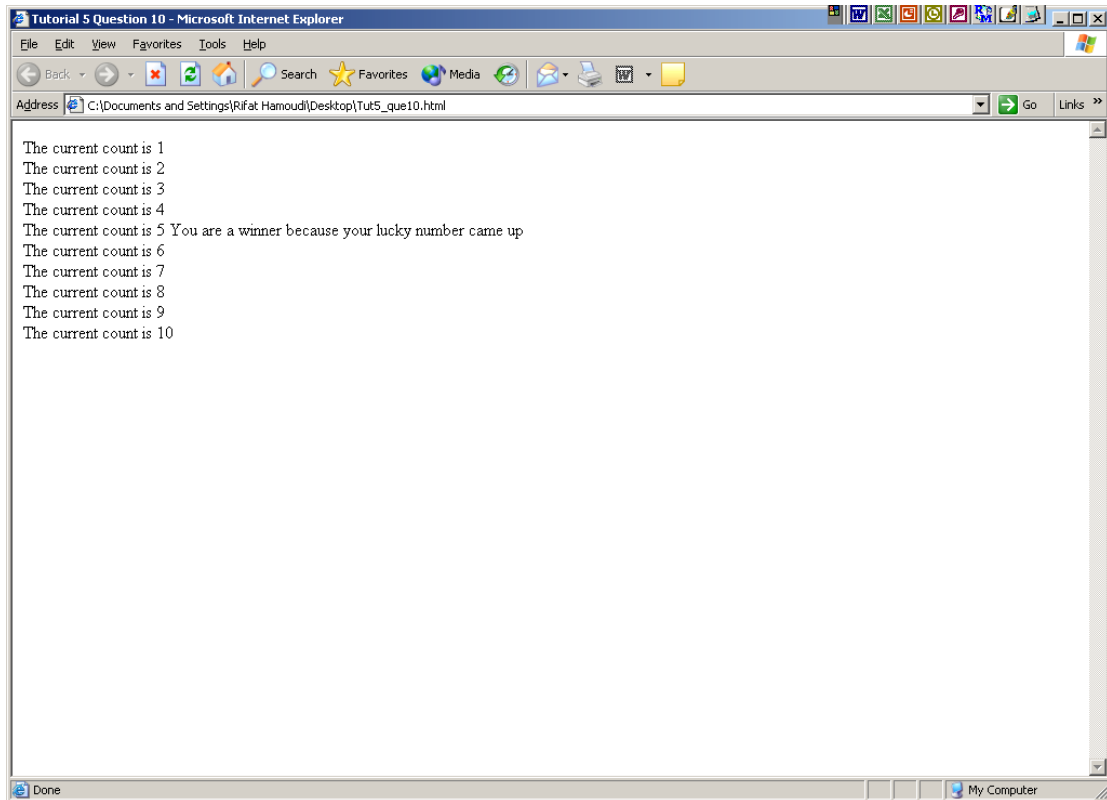 Tutorial 5 Question 10 - Microsoft Internet Explorer
File Edit View Favorites Tools Help
Back Search Favorites Media
Address C:\Documents and Settings\Rifat Hamoudi\Desktop\Tut5_que10.html Go Links »
The current count is 1
The current count is 2
The current count is 3
The current count is 4
The current count is 5 You are a winner because your lucky number came up
The current count is 6
The current count is 7
The current count is 8
The current count is 9
The current count is 10
Done My Computer